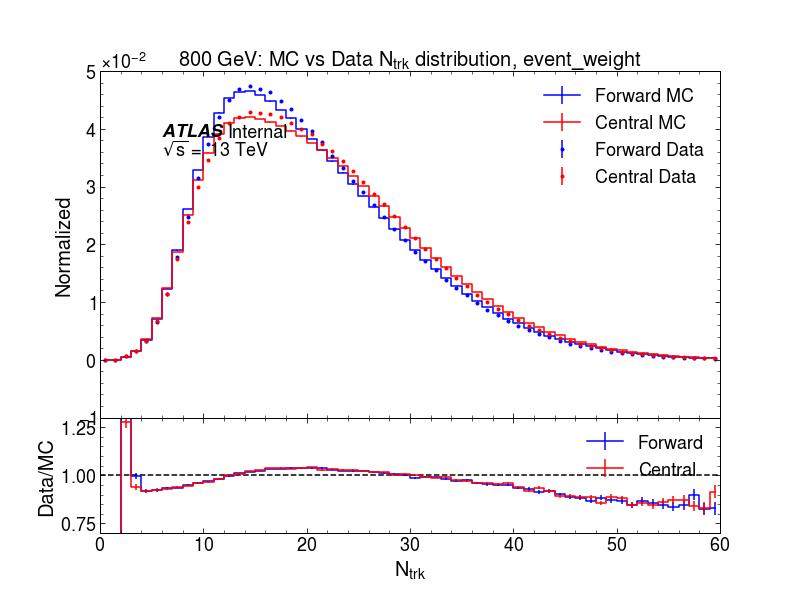 ×10⁻² 800 GeV: MC vs Data N_trk distribution, event_weight
5
4
3
2
1
0
−1
Normalized
ATLAS Internal
√s = 13 TeV
Forward MC
Central MC
Forward Data
Central Data
1.25
1.00
0.75
Data/MC
Forward
Central
0 10 20 30 40 50 60
N_trk